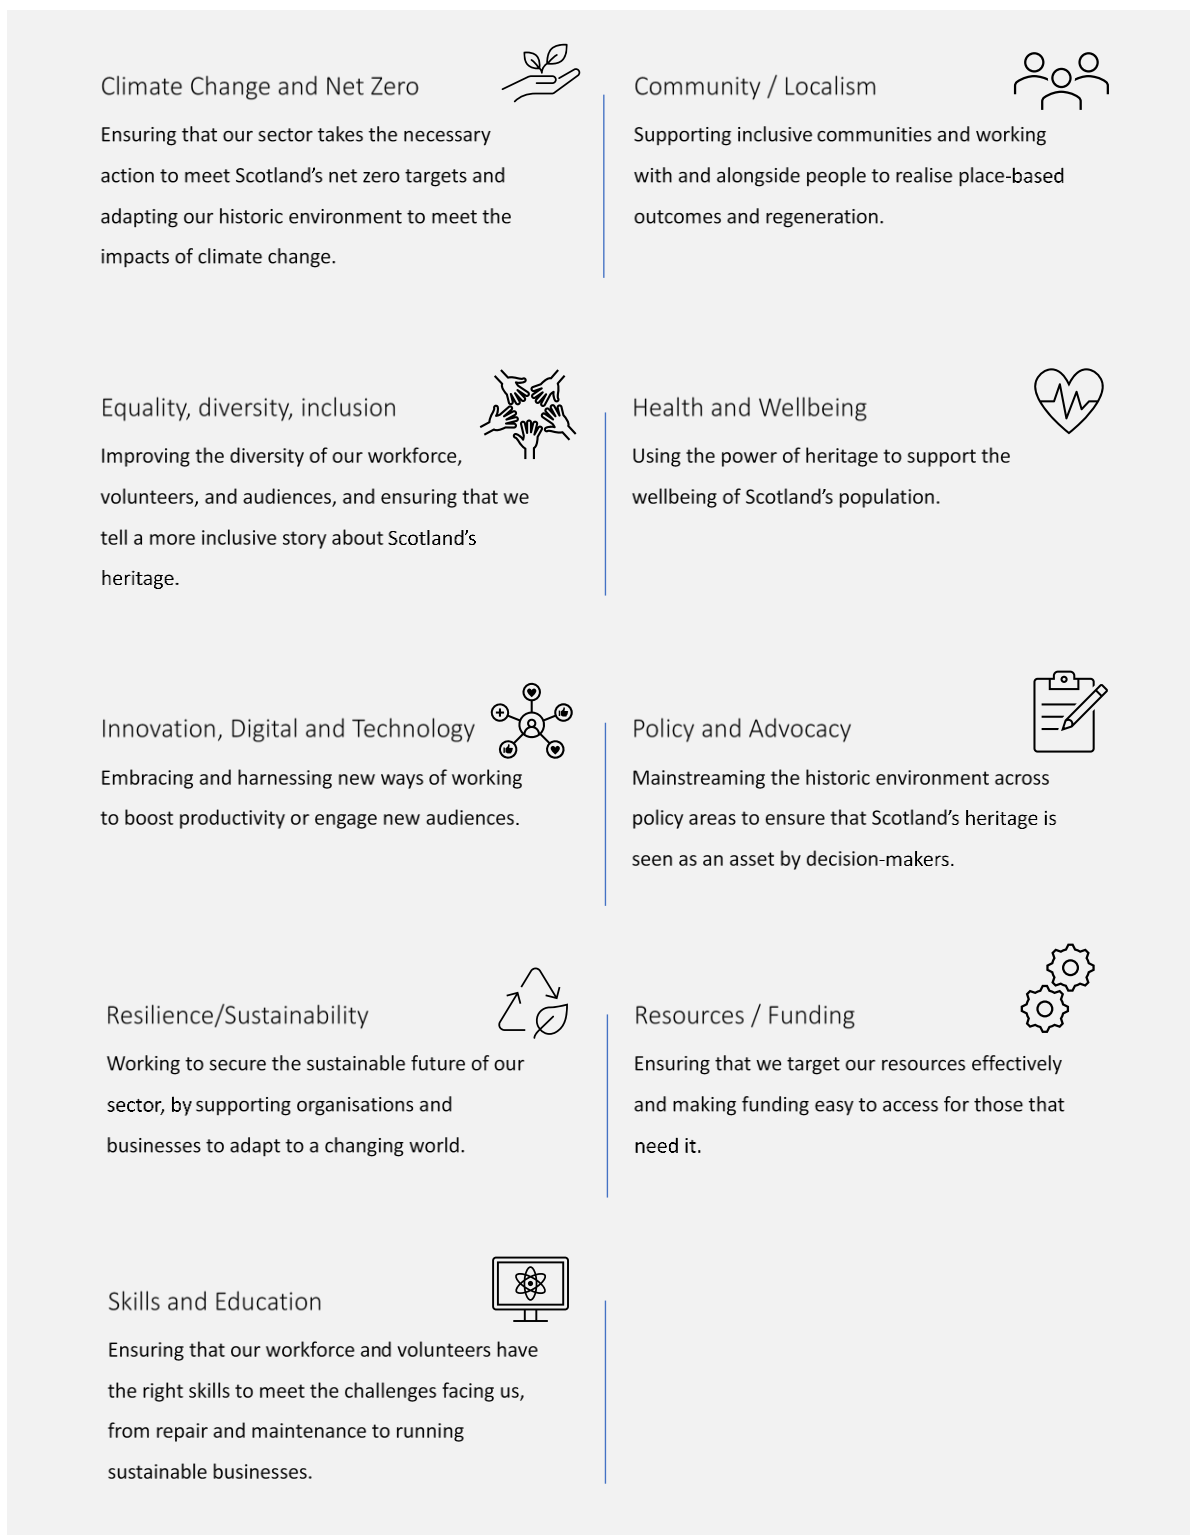 Climate Change and Net Zero
Ensuring that our sector takes the necessary
action to meet Scotland’s net zero targets and
adapting our historic environment to meet the
impacts of climate change.
Community / Localism
Supporting inclusive communities and working
with and alongside people to realise place-based
outcomes and regeneration.
Equality, diversity, inclusion
Improving the diversity of our workforce,
volunteers, and audiences, and ensuring that we
tell a more inclusive story about Scotland’s
heritage.
Health and Wellbeing
Using the power of heritage to support the
wellbeing of Scotland’s population.
Innovation, Digital and Technology
Embracing and harnessing new ways of working
to boost productivity or engage new audiences.
Policy and Advocacy
Mainstreaming the historic environment across
policy areas to ensure that Scotland’s heritage is
seen as an asset by decision-makers.
Resilience/Sustainability
Working to secure the sustainable future of our
sector, by supporting organisations and
businesses to adapt to a changing world.
Resources / Funding
Ensuring that we target our resources effectively
and making funding easy to access for those that
need it.
Skills and Education
Ensuring that our workforce and volunteers have
the right skills to meet the challenges facing us,
from repair and maintenance to running
sustainable businesses.